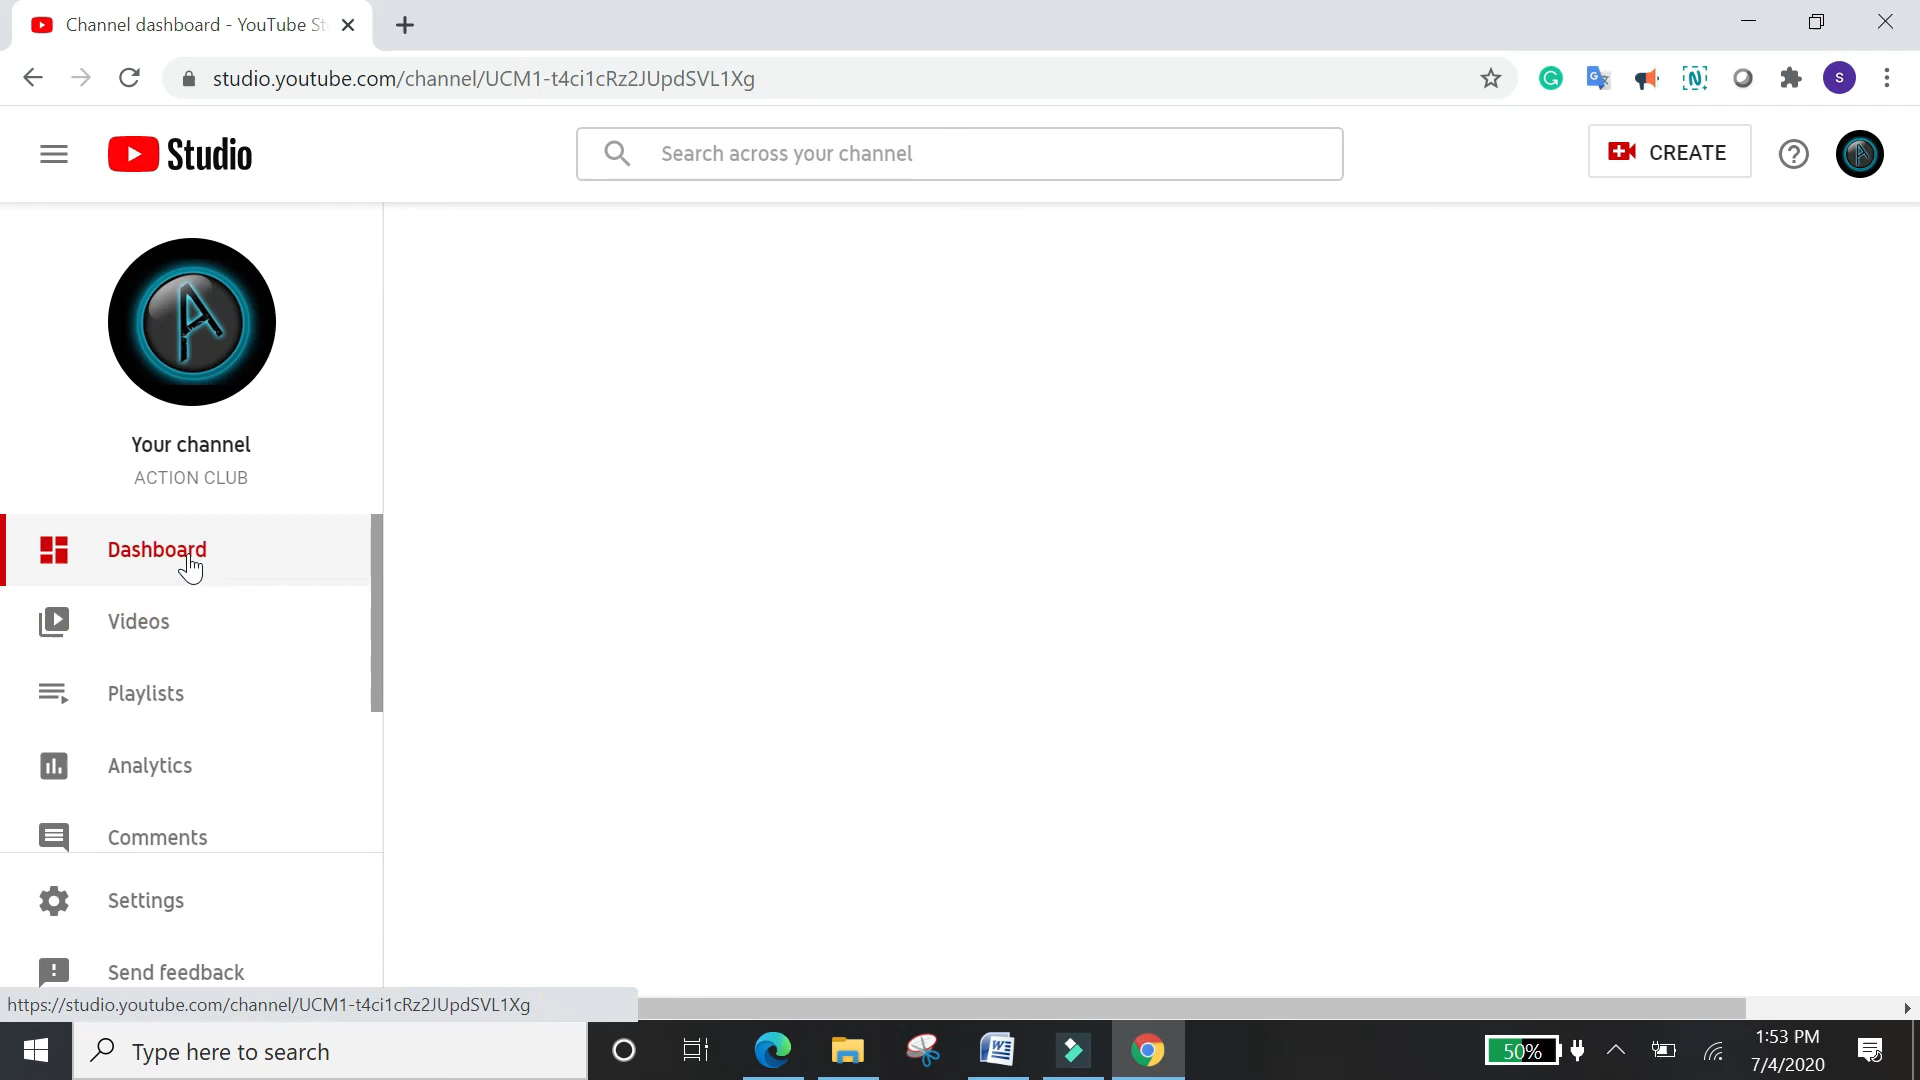 Channel dashboard - YouTube St
studio.youtube.com/channel/UCM1-t4ci1cRz2JUpdSVL1Xg
S
Studio
Search across your channel
CREATE
Your channel
ACTION CLUB
Dashboard
Videos
Playlists
Analytics
Comments
Settings
Send feedback
https://studio.youtube.com/channel/UCM1-t4ci1cRz2JUpdSVL1Xg
Type here to search
50%
1:53 PM
7/4/2020